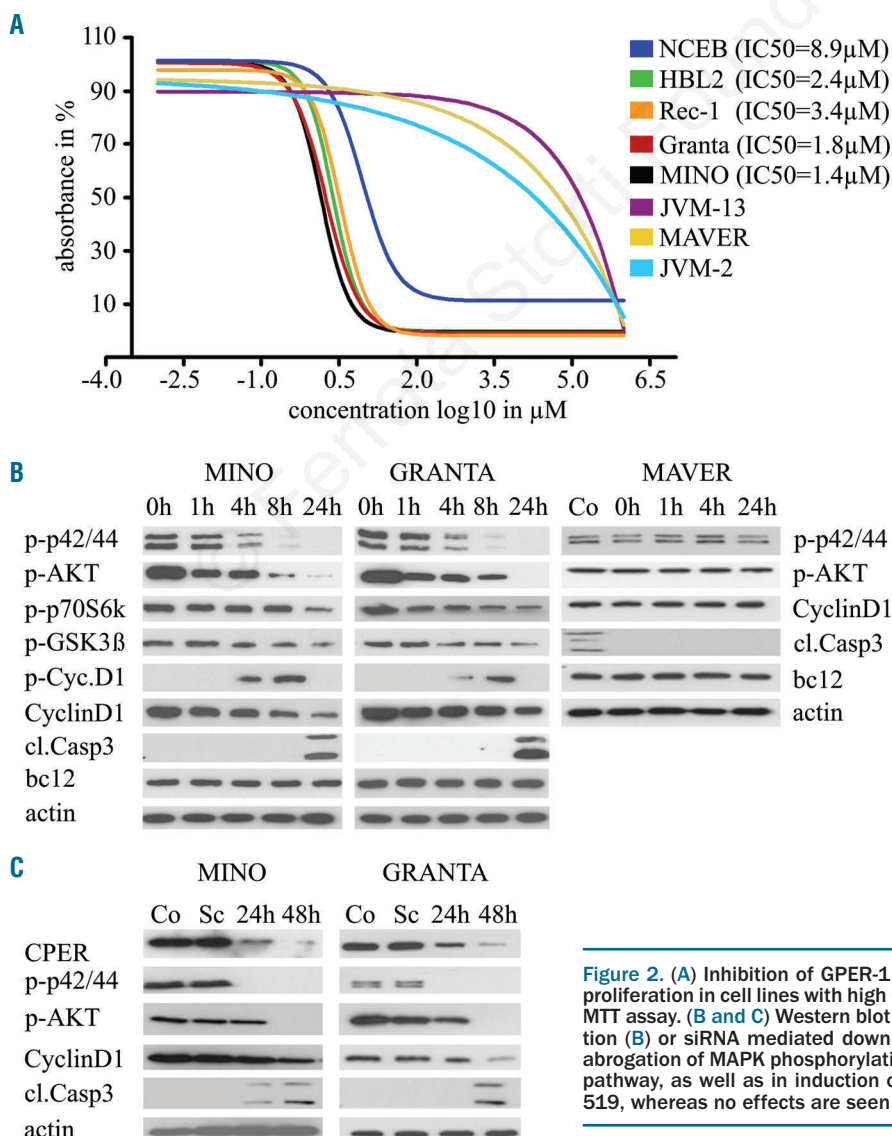 A
110
90
70
50
30
10
absorbance in %
-4.0 -2.5 -1.0 0.5 2.0 3.5 5.0 6.5
concentration log10 in µM
NCEB (IC50=8.9µM)
HBL2 (IC50=2.4µM)
Rec-1 (IC50=3.4µM)
Granta (IC50=1.8µM)
MINO (IC50=1.4µM)
JVM-13
MAVER
JVM-2
© Ferrata Storti Found
B
MINO GRANTA MAVER
0h 1h 4h 8h 24h 0h 1h 4h 8h 24h Co 0h 1h 4h 24h
p-p42/44
p-AKT
p-p70S6k
p-GSK3ß
p-Cyc.D1
CyclinD1
cl.Casp3
bc12
actin
p-p42/44
p-AKT
CyclinD1
cl.Casp3
bc12
actin
C
MINO GRANTA
Co Sc 24h 48h Co Sc 24h 48h
CPER
p-p42/44
p-AKT
CyclinD1
cl.Casp3
actin
Figure 2. (A) Inhibition of GPER-1
proliferation in cell lines with high
MTT assay. (B and C) Western blot
tion (B) or siRNA mediated down
abrogation of MAPK phosphorylati
pathway, as well as in induction
519, whereas no effects are seen